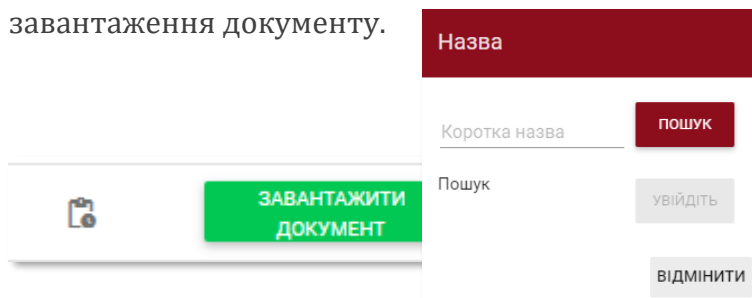 завантаження документу.
ЗАВАНТАЖИТИ
ДОКУМЕНТ
Назва
Коротка назва
ПОШУК
Пошук
УВІЙДІТЬ
ВІДМІНИТИ